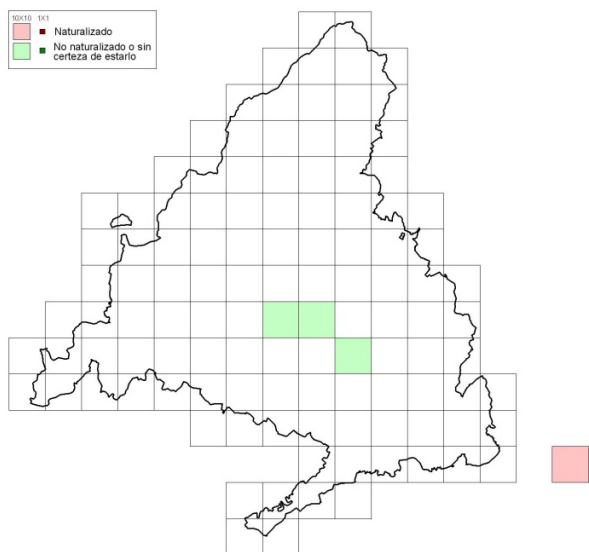 10X10 1X1
Naturalizado
No naturalizado o sin
certeza de estarlo